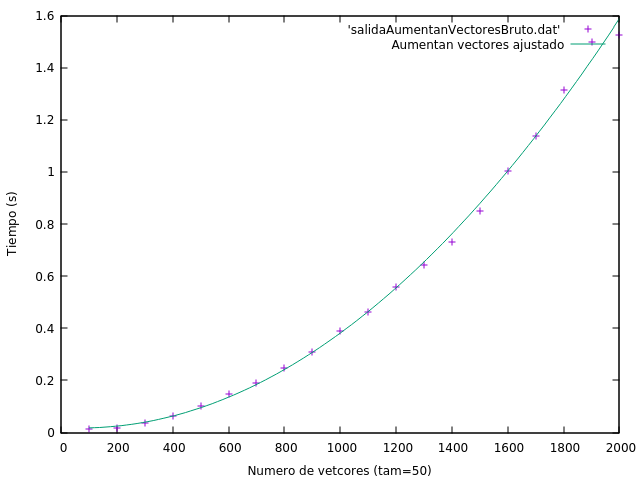 1.6
'salidaAumentanVectoresBruto.dat'
Aumentan vectores ajustado
1.4
1.2
1
0.8
0.6
0.4
0.2
0
Tiempo (s)
0 200 400 600 800 1000 1200 1400 1600 1800 2000
Numero de vetcores (tam=50)